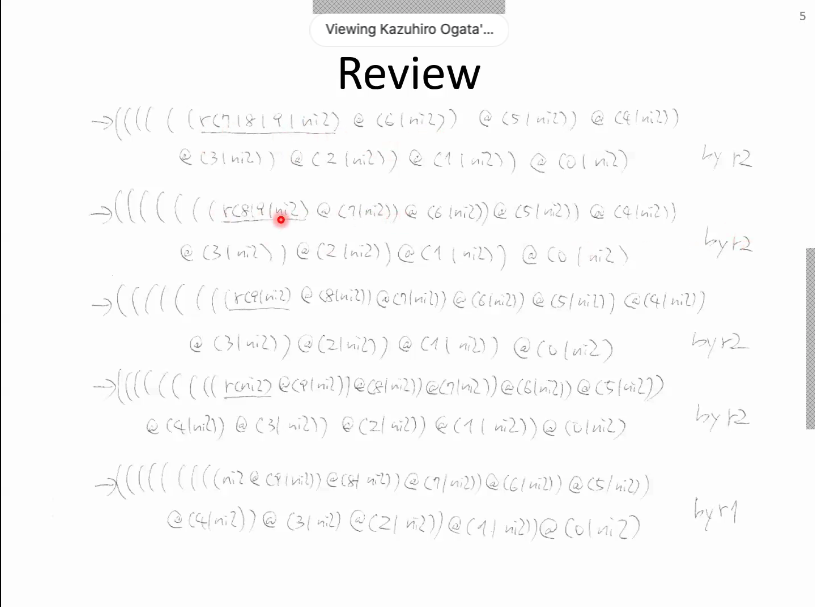 5
Viewing Kazuhiro Ogata'...
Review
→((((((r(7|8|9|ni2) @ (6|ni2)) @ (5|ni2)) @ (4|ni2))
@ (3|ni2)) @ (2|ni2)) @ (1|ni2)) @ (0|ni2) by r2
→(((((((r(8|9|ni2) @ (7|ni2)) @ (6|ni2)) @ (5|ni2)) @ (4|ni2))
@ (3|ni2)) @ (2|ni2)) @ (1|ni2)) @ (0|ni2) by r2
→((((((((r(9|ni2) @ (8|ni2)) @ (7|ni2)) @ (6|ni2)) @ (5|ni2)) @ (4|ni2))
@ (3|ni2)) @ (2|ni2)) @ (1|ni2)) @ (0|ni2) by r2
→(((((((((r(ni2) @ (9|ni2)) @ (8|ni2)) @ (7|ni2)) @ (6|ni2)) @ (5|ni2))
@ (4|ni2)) @ (3|ni2)) @ (2|ni2)) @ (1|ni2)) @ (0|ni2) by r2
→(((((((((ni2 @ (9|ni2)) @ (8|ni2)) @ (7|ni2)) @ (6|ni2)) @ (5|ni2))
@ (4|ni2)) @ (3|ni2) @ (2|ni2)) @ (1|ni2)) @ (0|ni2) by r1